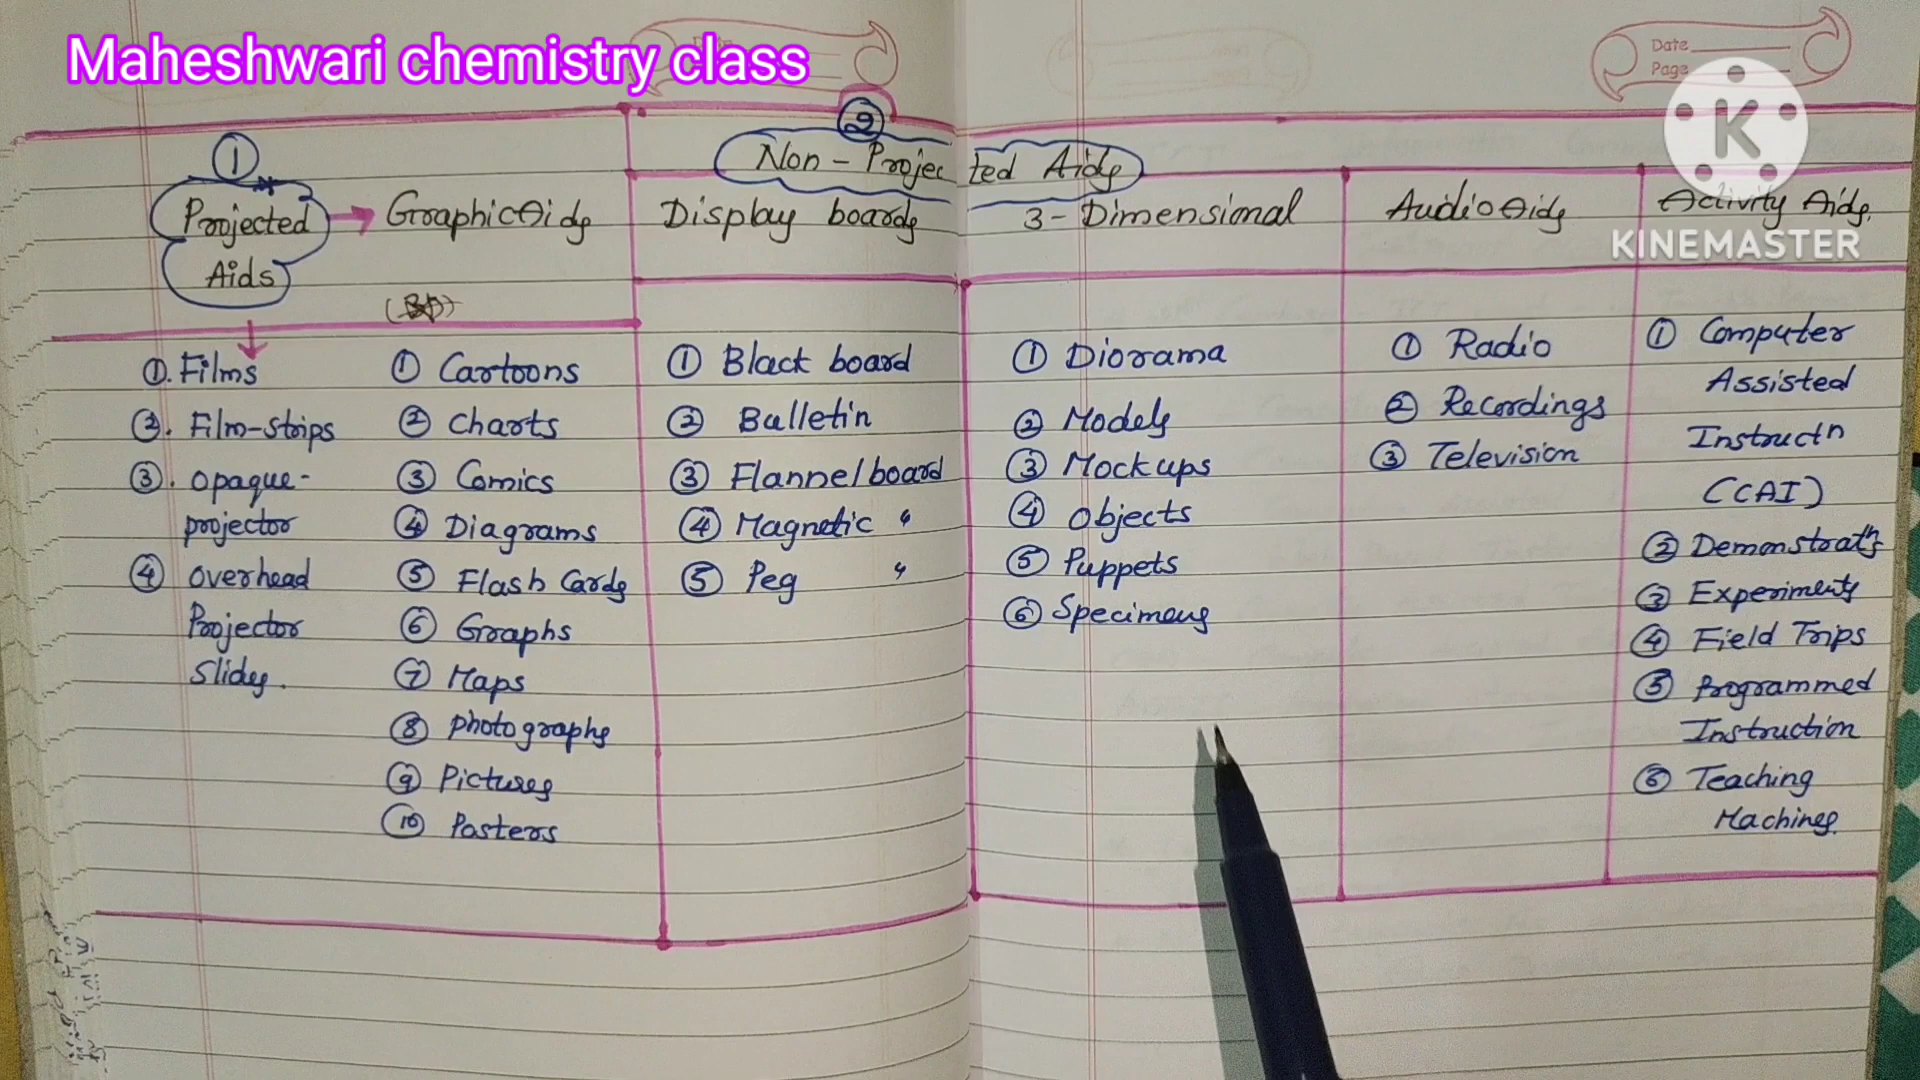 Maheshwari chemistry class
Date
Page
K
KINEMASTER
①
Projected
Aids
②
Non-Projected Aids
Graphic Aids
Display boards
3-Dimensional
Audio Aids
Activity Aids.
①. Films
②. Film-strips
③. opaque-
projector
④ overhead
Projector
Slides.
① Cartoons
② Charts
③ Comics
④ Diagrams
⑤ Flash Cards
⑥ Graphs
⑦ Maps
⑧ photographs
⑨ Pictures
⑩ Posters
① Black board
② Bulletin
③ Flannel board
④ Magnetic "
⑤ Peg "
① Diorama
② Models
③ Mockups
④ Objects
⑤ Puppets
⑥ Specimens
① Radio
② Recordings
③ Television
① Computer
Assisted
Instructn
(CAI)
② Demonstratns
③ Experiments
④ Field Trips
⑤ Programmed
Instruction
⑥ Teaching
Machines.